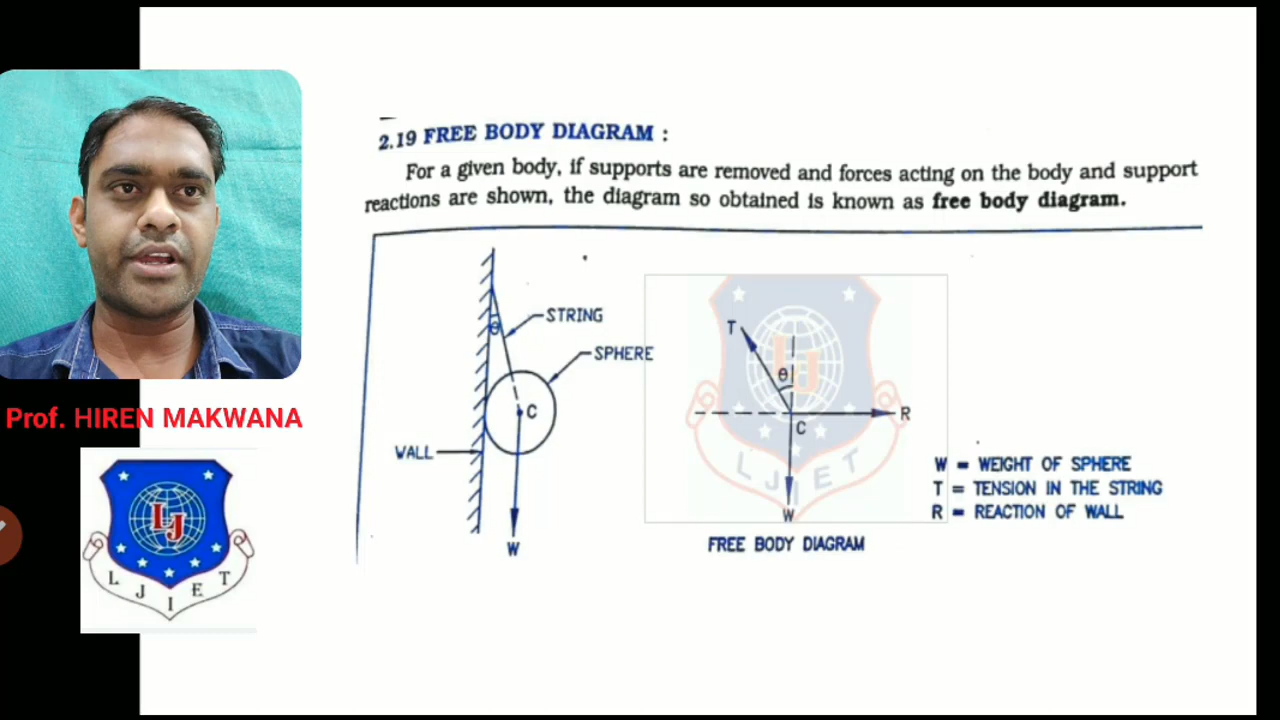 2.19 FREE BODY DIAGRAM :
For a given body, if supports are removed and forces acting on the body and support
reactions are shown, the diagram so obtained is known as free body diagram.
θ
STRING
SPHERE
C
WALL
W
T
θ
R
C
W
FREE BODY DIAGRAM
W = WEIGHT OF SPHERE
T = TENSION IN THE STRING
R = REACTION OF WALL
LJ
L J I E T
Prof. HIREN MAKWANA
LJ
L J I E T